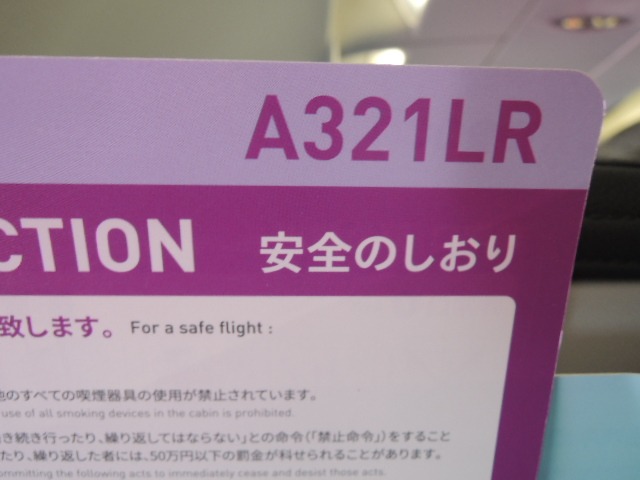 A321LR
CTION 安全のしおり
致します。 For a safe flight :
他のすべての喫煙器具の使用が禁止されています。
use of all smoking devices in the cabin is prohibited.
き続き行ったり、繰り返してはならない」との命令（「禁止命令」）をすること
たり、繰り返した者には、50万円以下の罰金が科せられることがあります。
ommitting the following acts to immediately cease and desist those acts.